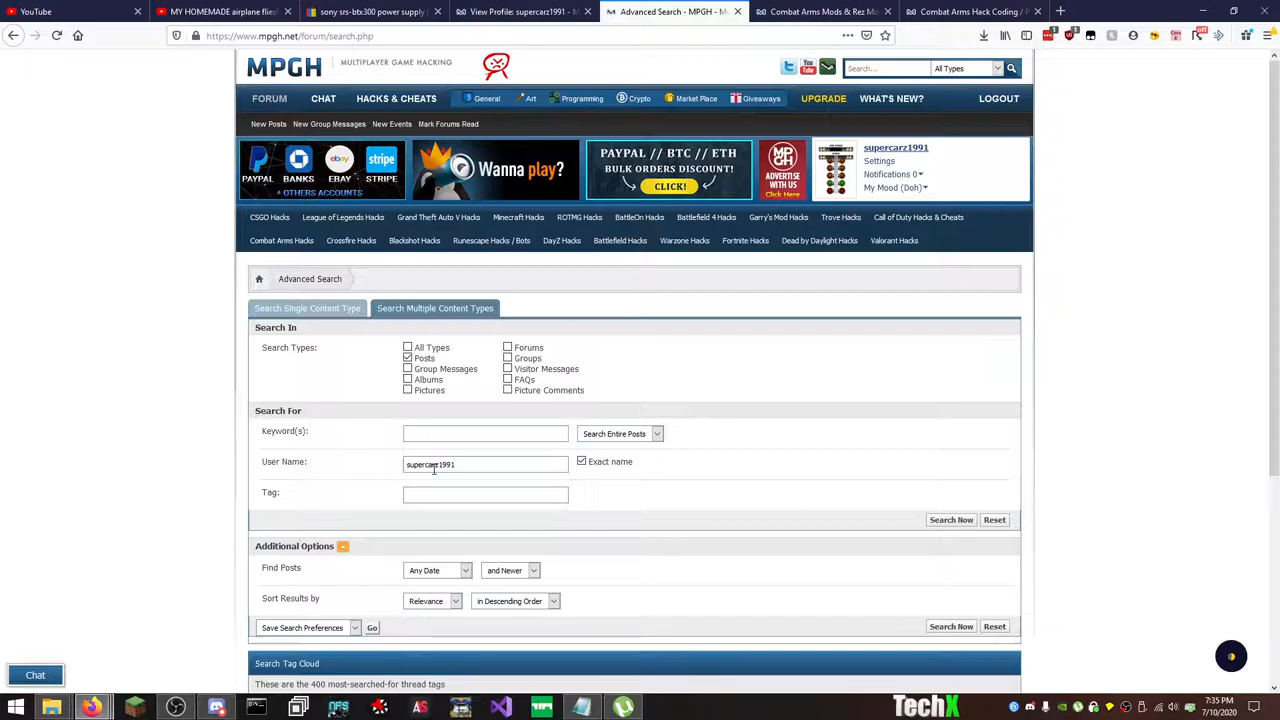 YouTube
MY HOMEADE airplane flies
sony srs-btx300 power supply
View Profile: supercarz1991 - M
Advanced Search - MPGH - Mu
Combat Arms Mods & Rez Mo
Combat Arms Hack Coding / P
https://www.mpgh.net/forum/search.php
MPGH
MULTIPLAYER GAME HACKING
Search...
All Types
FORUM CHAT HACKS & CHEATS General Art Programming Crypto Market Place Giveaways UPGRADE WHAT'S NEW? LOGOUT
New Posts New Group Messages New Events Mark Forums Read
PAYPAL BANKS EBAY STRIPE
+ OTHERS ACCOUNTS
Wanna play?
PAYPAL // BTC // ETH
BULK ORDERS DISCOUNT!
CLICK!
MPGH
ADVERTISE
WITH US
Click Here
supercarz1991
Settings
Notifications 0
My Mood (Doh)
CSGO Hacks League of Legends Hacks Grand Theft Auto V Hacks Minecraft Hacks ROTMG Hacks BattleOn Hacks Battlefield 4 Hacks Garry's Mod Hacks Trove Hacks Call of Duty Hacks & Cheats
Combat Arms Hacks Crossfire Hacks Blackshot Hacks Runescape Hacks / Bots DayZ Hacks Battlefield Hacks Warzone Hacks Fortnite Hacks Dead by Daylight Hacks Valorant Hacks
Advanced Search
Search Single Content Type
Search Multiple Content Types
Search In
Search Types:
All Types
Forums
Posts
Groups
Group Messages
Visitor Messages
Albums
FAQs
Pictures
Picture Comments
Search For
Keyword(s):
Search Entire Posts
User Name:
supercarz1991
Exact name
Tag:
Search Now Reset
Additional Options
Find Posts
Any Date
and Newer
Sort Results by
Relevance
in Descending Order
Save Search Preferences
Go
Search Now Reset
Search Tag Cloud
These are the 400 most-searched-for thread tags
Chat
TechX
7:35 PM
7/10/2020